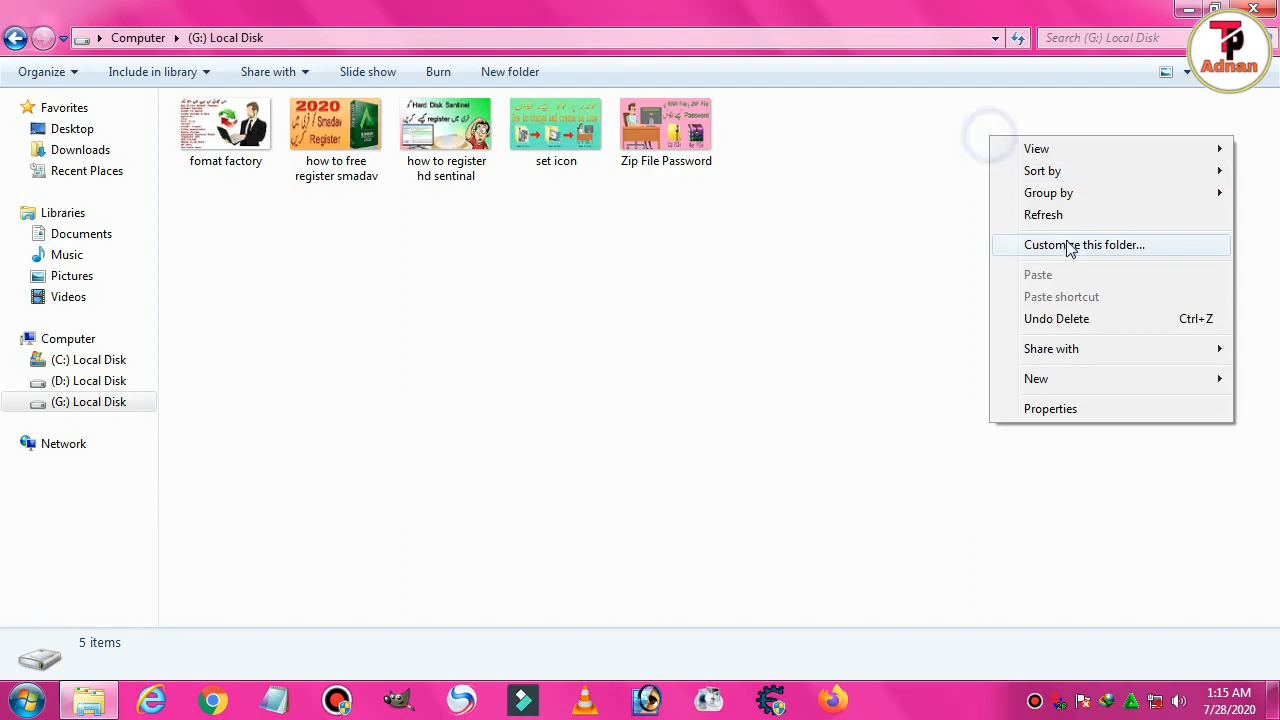 TP
Adnan
Computer
(G:) Local Disk
Search (G:) Local Disk
Organize
Include in library
Share with
Slide show
Burn
Favorites
Desktop
Downloads
Recent Places
Libraries
Documents
Music
Pictures
Videos
Computer
(C:) Local Disk
(D:) Local Disk
(G:) Local Disk
Network
2020
Smadav
Register
Hard Disk Sentinel
register
Password
fomat factory
how to free
register smadav
how to register
hd sentinal
set icon
Zip File Password
View
Sort by
Group by
Refresh
Customize this folder...
Paste
Paste shortcut
Undo Delete Ctrl+Z
Share with
New
Properties
5 items
1:15 AM
7/28/2020